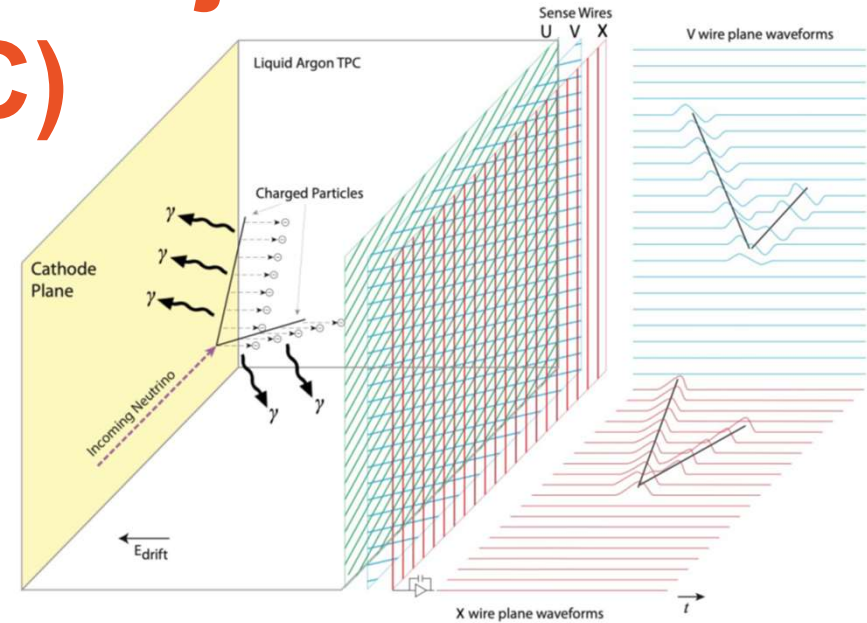 C)
Sense Wires
U V X
V wire plane waveforms
Liquid Argon TPC
Charged Particles
γ
γ
γ
Cathode
Plane
γ
γ
Incoming Neutrino
Edrift
X wire plane waveforms
t